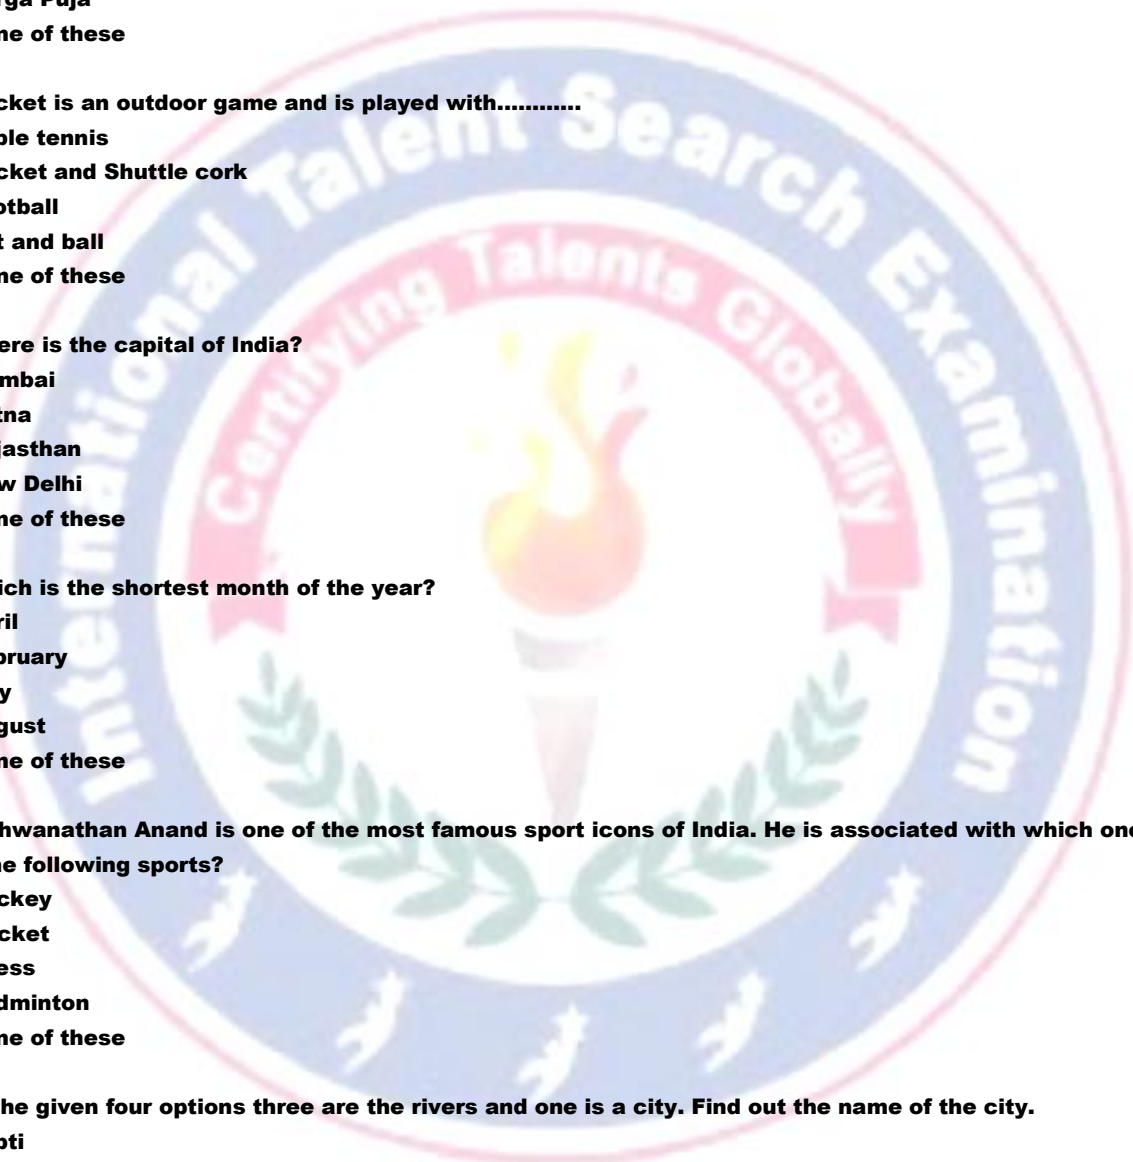 rga Puja
ne of these
cket is an outdoor game and is played with............
ble tennis
cket and Shuttle cork
otball
t and ball
ne of these
ere is the capital of India?
mbai
tna
jasthan
w Delhi
ne of these
ich is the shortest month of the year?
ril
bruary
y
gust
ne of these
hwanathan Anand is one of the most famous sport icons of India. He is associated with which one
he following sports?
ckey
cket
ess
dminton
ne of these
he given four options three are the rivers and one is a city. Find out the name of the city.
pti
International Talent Search Examination
Certifying Talents Globally